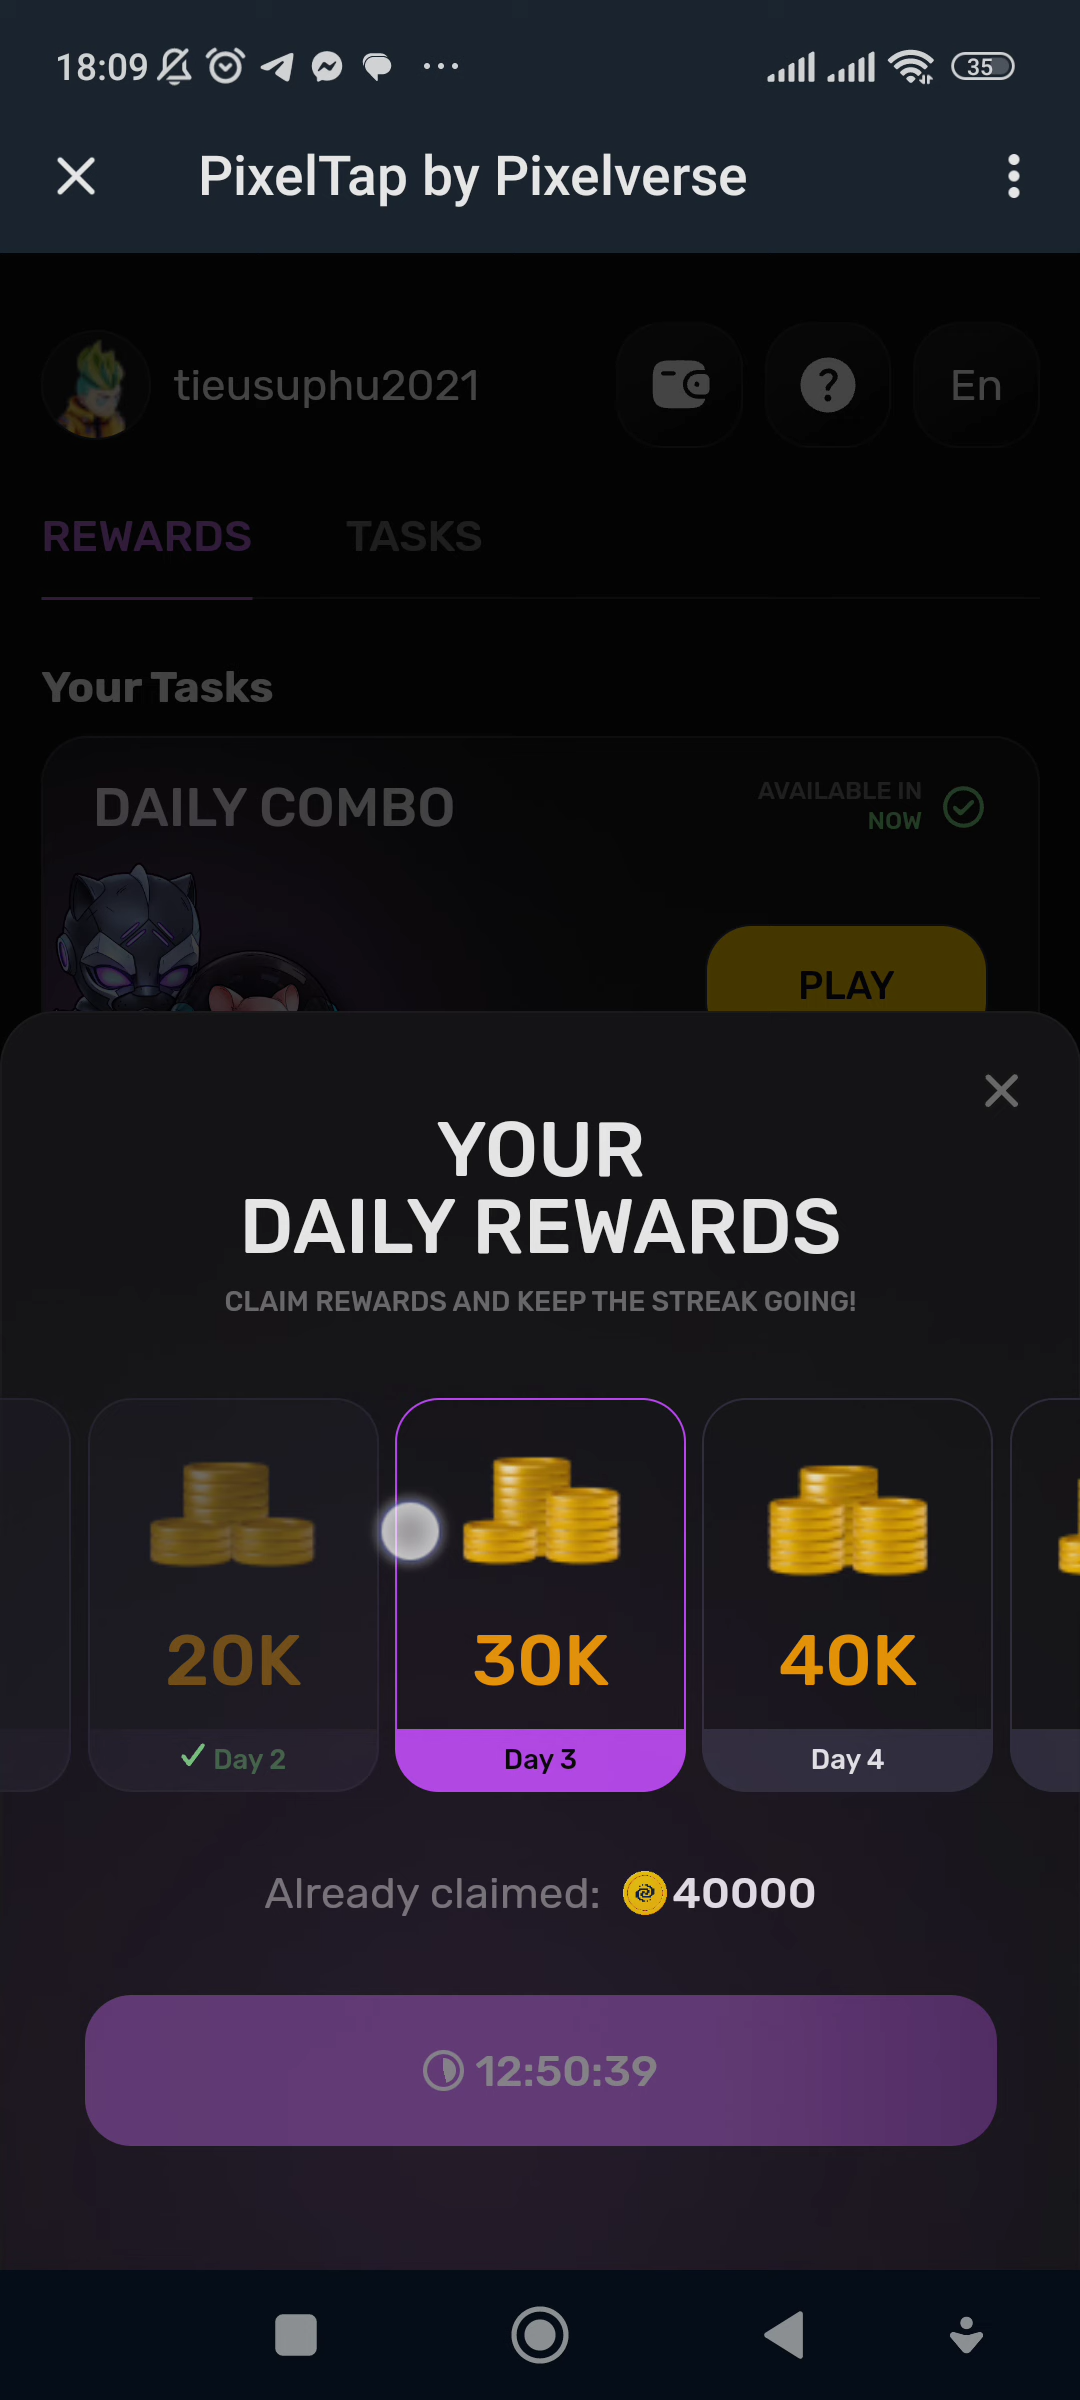 18:09
35
PixelTap by Pixelverse
tieusuphu2021
En
REWARDS
TASKS
Your Tasks
DAILY COMBO
AVAILABLE IN
NOW
PLAY
YOUR
DAILY REWARDS
CLAIM REWARDS AND KEEP THE STREAK GOING!
20K
30K
40K
Day 2
Day 3
Day 4
Already claimed: 40000
12:50:39